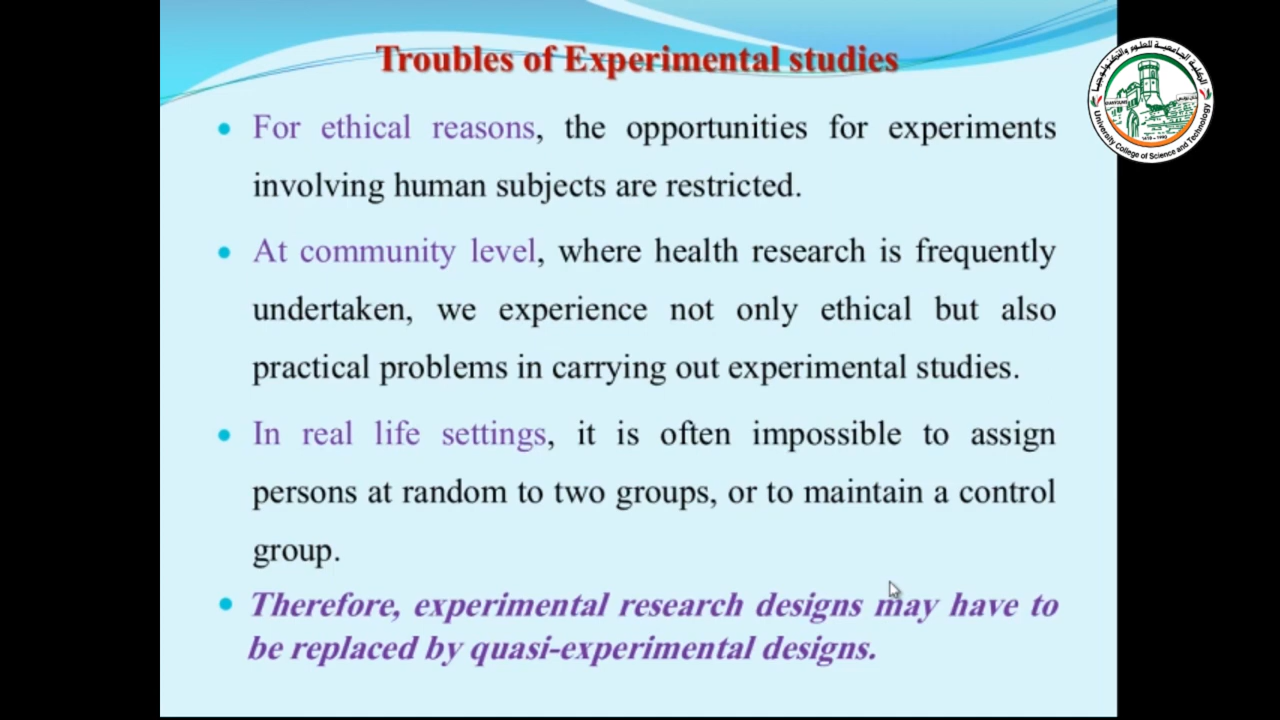 Troubles of Experimental studies
For ethical reasons, the opportunities for experiments
involving human subjects are restricted.
At community level, where health research is frequently
undertaken, we experience not only ethical but also
practical problems in carrying out experimental studies.
In real life settings, it is often impossible to assign
persons at random to two groups, or to maintain a control
group.
Therefore, experimental research designs may have to
be replaced by quasi-experimental designs.
الكلية الجامعية للعلوم والتكنولوجيا
University College of Science and Technology